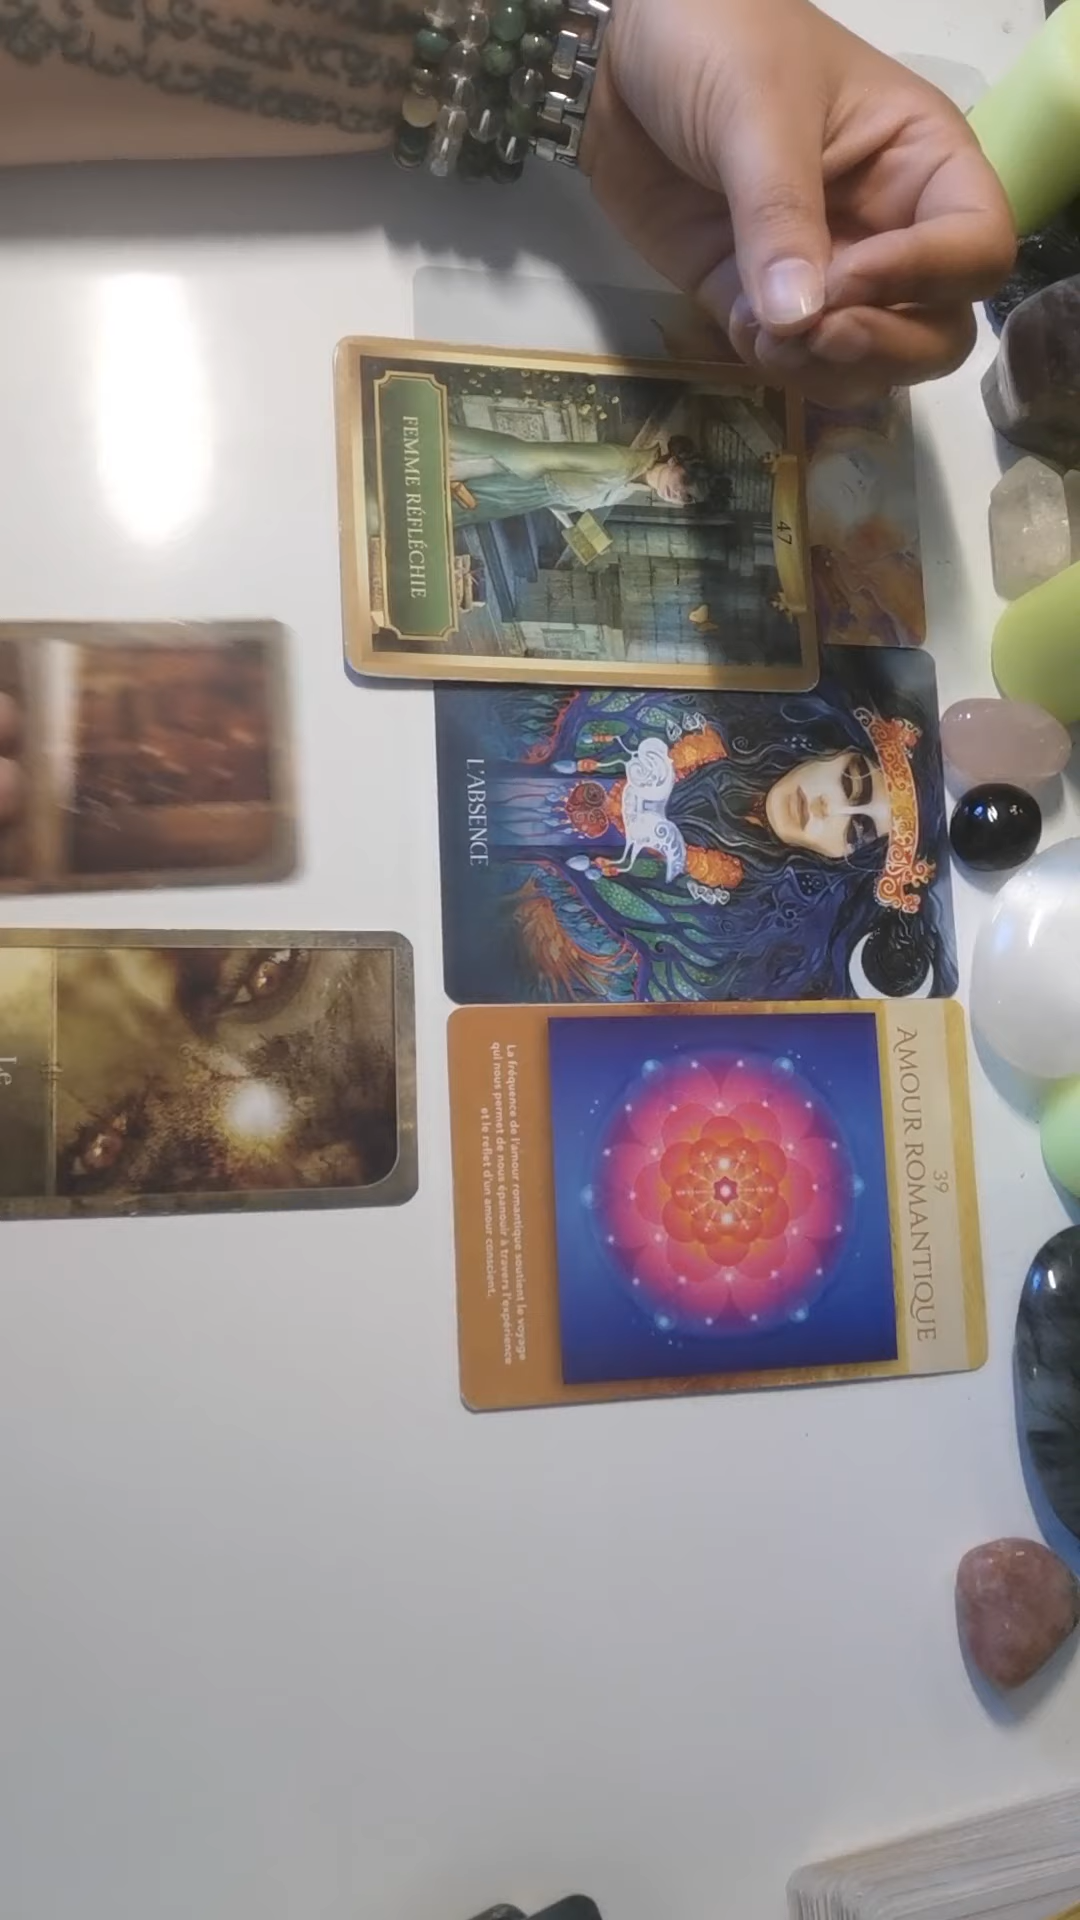 47
FEMME RÉFLÉCHIE
L'ABSENCE
39
AMOUR ROMANTIQUE
La fréquence de l'amour romantique soutient le voyage
qui nous permet de nous épanouir à travers l'expérience
et le reflet d'un amour conscient.
Le